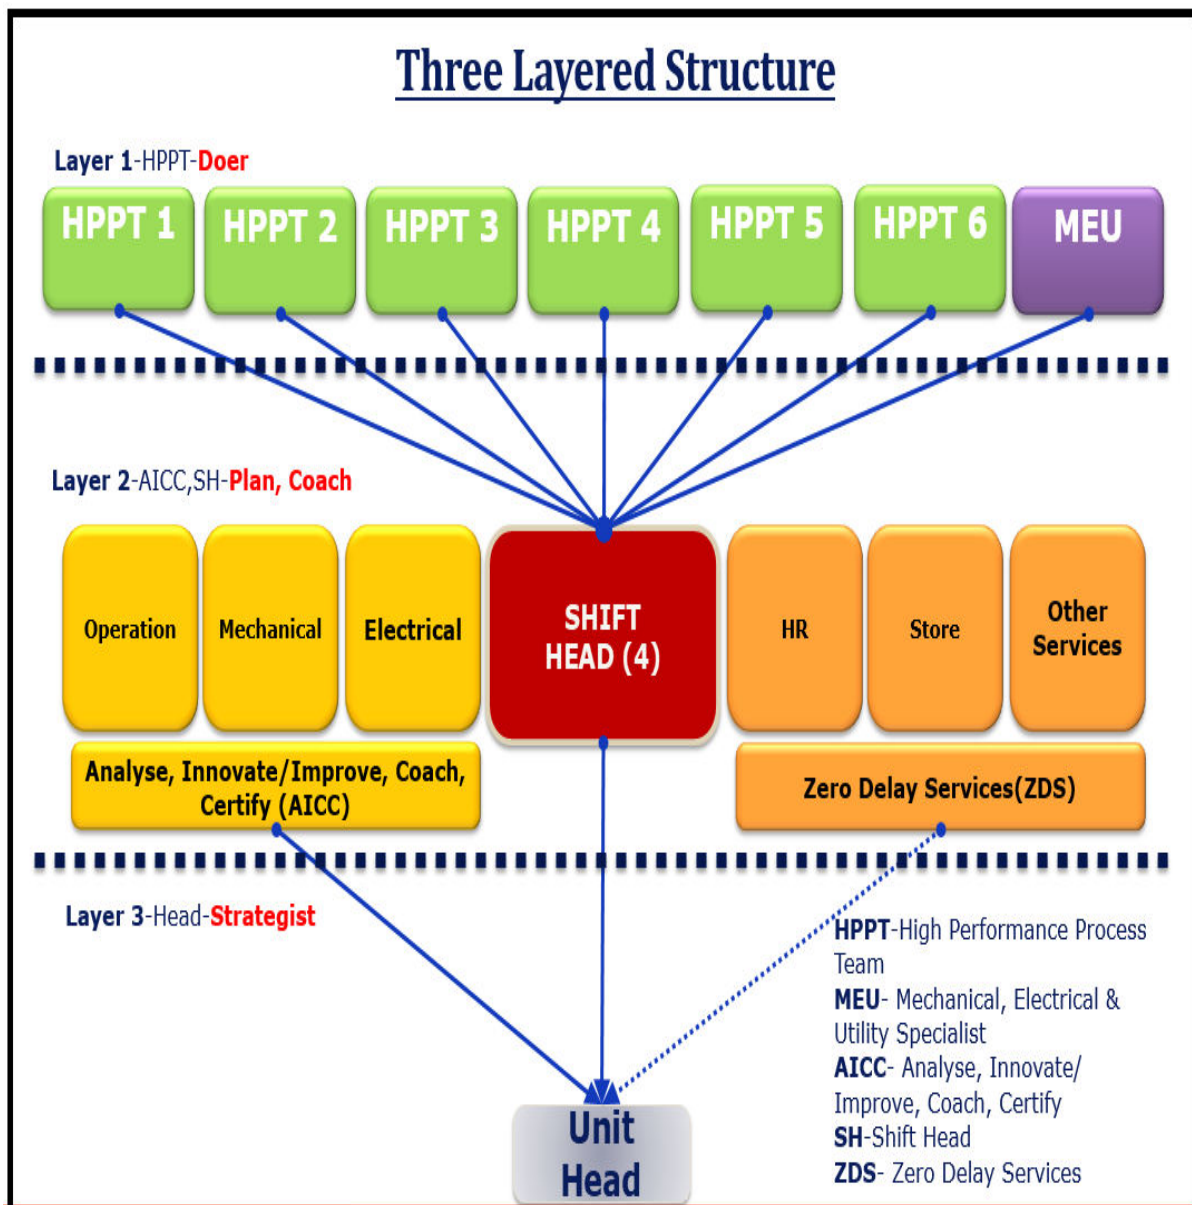 Three Layered Structure
Layer 1-HPPT-Doer
HPPT 1
HPPT 2
HPPT 3
HPPT 4
HPPT 5
HPPT 6
MEU
Layer 2-AICC,SH-Plan, Coach
Operation
Mechanical
Electrical
SHIFT
HEAD (4)
HR
Store
Other
Services
Analyse, Innovate/Improve, Coach,
Certify (AICC)
Zero Delay Services(ZDS)
Layer 3-Head-Strategist
HPPT-High Performance Process
Team
MEU- Mechanical, Electrical &
Utility Specialist
AICC- Analyse, Innovate/
Improve, Coach, Certify
SH-Shift Head
ZDS- Zero Delay Services
Unit
Head